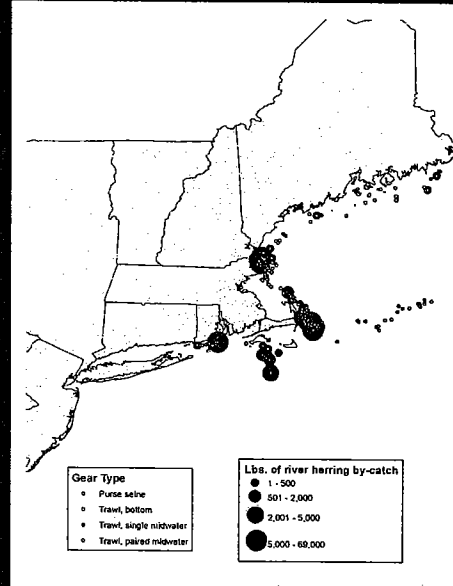 Gear Type
Purse seine
Trawl, bottom
Trawl, single midwater
Trawl, paired midwater
Lbs. of river herring by-catch
1 - 500
501 - 2,000
2,001 - 5,000
5,000 - 69,000